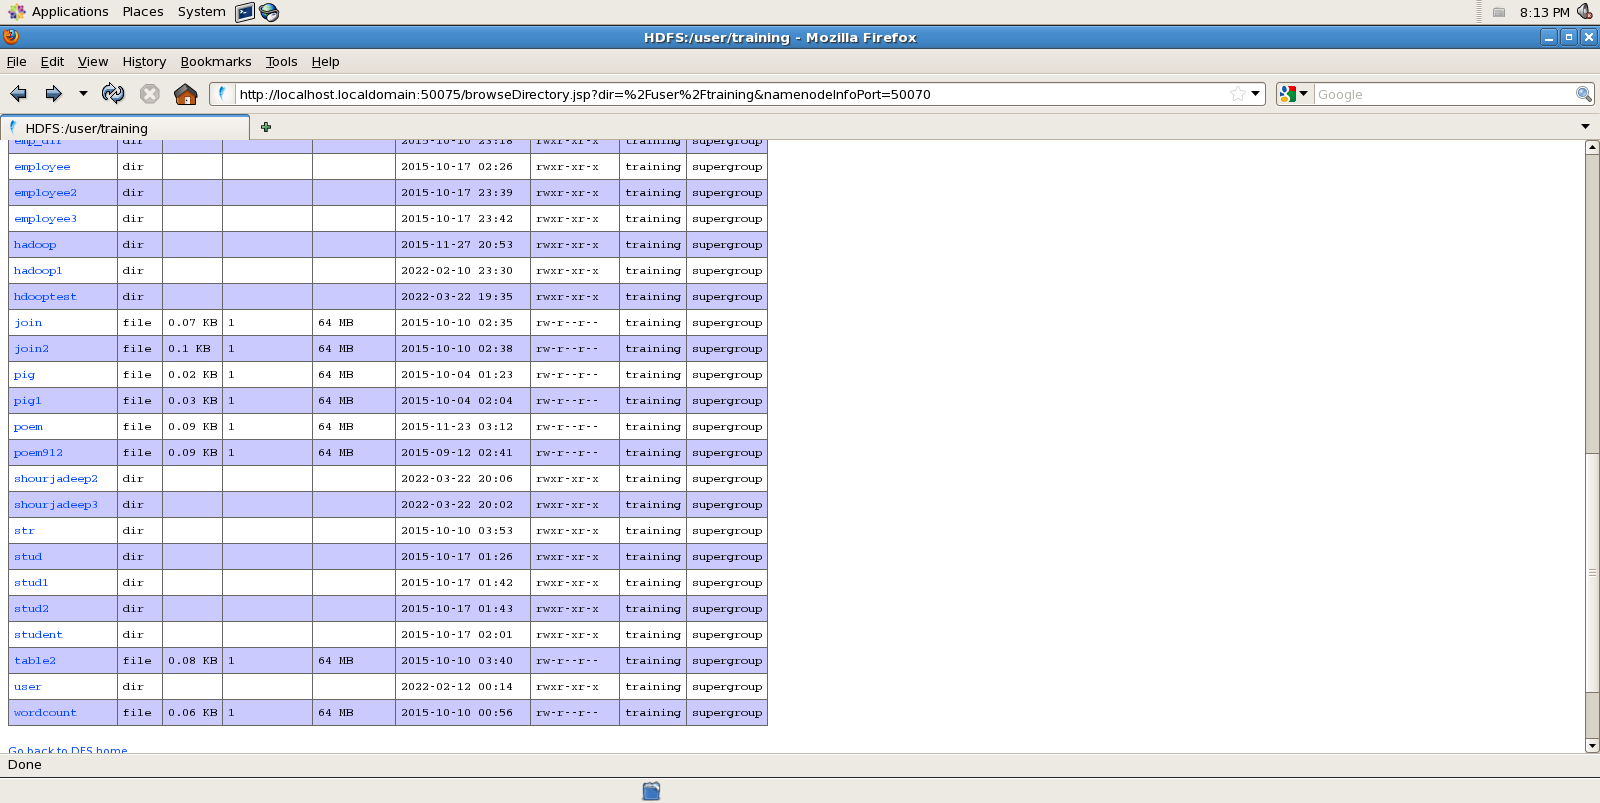 Applications Places System 8:13 PM
HDFS:/user/training - Mozilla Firefox
File Edit View History Bookmarks Tools Help
http://localhost.localdomain:50075/browseDirectory.jsp?dir=%2Fuser%2Ftraining&namenodeInfoPort=50070 Google
HDFS:/user/training
emp_dir dir 2015-10-10 23:18 rwxr-xr-x training supergroup
employee dir 2015-10-17 02:26 rwxr-xr-x training supergroup
employee2 dir 2015-10-17 23:39 rwxr-xr-x training supergroup
employee3 dir 2015-10-17 23:42 rwxr-xr-x training supergroup
hadoop dir 2015-11-27 20:53 rwxr-xr-x training supergroup
hadoop1 dir 2022-02-10 23:30 rwxr-xr-x training supergroup
hdooptest dir 2022-03-22 19:35 rwxr-xr-x training supergroup
join file 0.07 KB 1 64 MB 2015-10-10 02:35 rw-r--r-- training supergroup
join2 file 0.1 KB 1 64 MB 2015-10-10 02:38 rw-r--r-- training supergroup
pig file 0.02 KB 1 64 MB 2015-10-04 01:23 rw-r--r-- training supergroup
pig1 file 0.03 KB 1 64 MB 2015-10-04 02:04 rw-r--r-- training supergroup
poem file 0.09 KB 1 64 MB 2015-11-23 03:12 rw-r--r-- training supergroup
poem912 file 0.09 KB 1 64 MB 2015-09-12 02:41 rw-r--r-- training supergroup
shourjadeep2 dir 2022-03-22 20:06 rwxr-xr-x training supergroup
shourjadeep3 dir 2022-03-22 20:02 rwxr-xr-x training supergroup
str dir 2015-10-10 03:53 rwxr-xr-x training supergroup
stud dir 2015-10-17 01:26 rwxr-xr-x training supergroup
stud1 dir 2015-10-17 01:42 rwxr-xr-x training supergroup
stud2 dir 2015-10-17 01:43 rwxr-xr-x training supergroup
student dir 2015-10-17 02:01 rwxr-xr-x training supergroup
table2 file 0.08 KB 1 64 MB 2015-10-10 03:40 rw-r--r-- training supergroup
user dir 2022-02-12 00:14 rwxr-xr-x training supergroup
wordcount file 0.06 KB 1 64 MB 2015-10-10 00:56 rw-r--r-- training supergroup
Go back to DFS home
Done